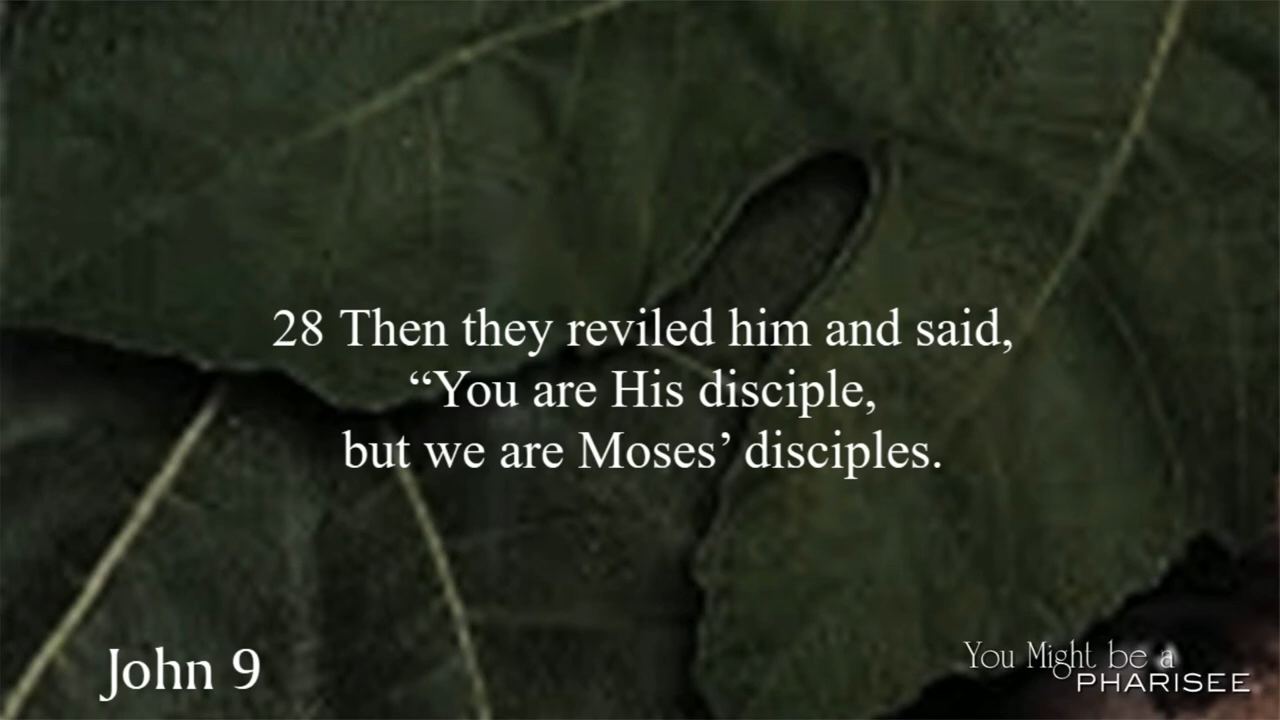 28 Then they reviled him and said,
“You are His disciple,
but we are Moses’ disciples.
John 9
You Might be a
PHARISEE